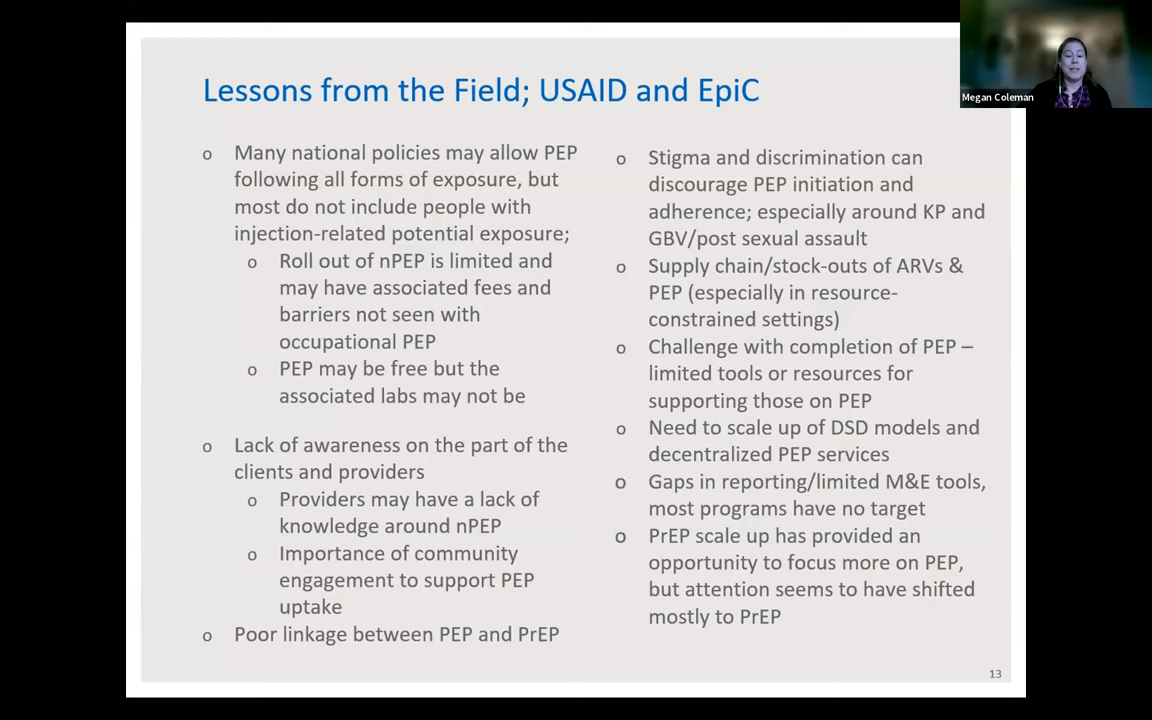 Lessons from the Field; USAID and EpiC
Megan Coleman
o Many national policies may allow PEP
following all forms of exposure, but
most do not include people with
injection-related potential exposure;
o Roll out of nPEP is limited and
may have associated fees and
barriers not seen with
occupational PEP
o PEP may be free but the
associated labs may not be
o Lack of awareness on the part of the
clients and providers
o Providers may have a lack of
knowledge around nPEP
o Importance of community
engagement to support PEP
uptake
o Poor linkage between PEP and PrEP
o Stigma and discrimination can
discourage PEP initiation and
adherence; especially around KP and
GBV/post sexual assault
o Supply chain/stock-outs of ARVs &
PEP (especially in resource-
constrained settings)
o Challenge with completion of PEP –
limited tools or resources for
supporting those on PEP
o Need to scale up of DSD models and
decentralized PEP services
o Gaps in reporting/limited M&E tools,
most programs have no target
o PrEP scale up has provided an
opportunity to focus more on PEP,
but attention seems to have shifted
mostly to PrEP
13